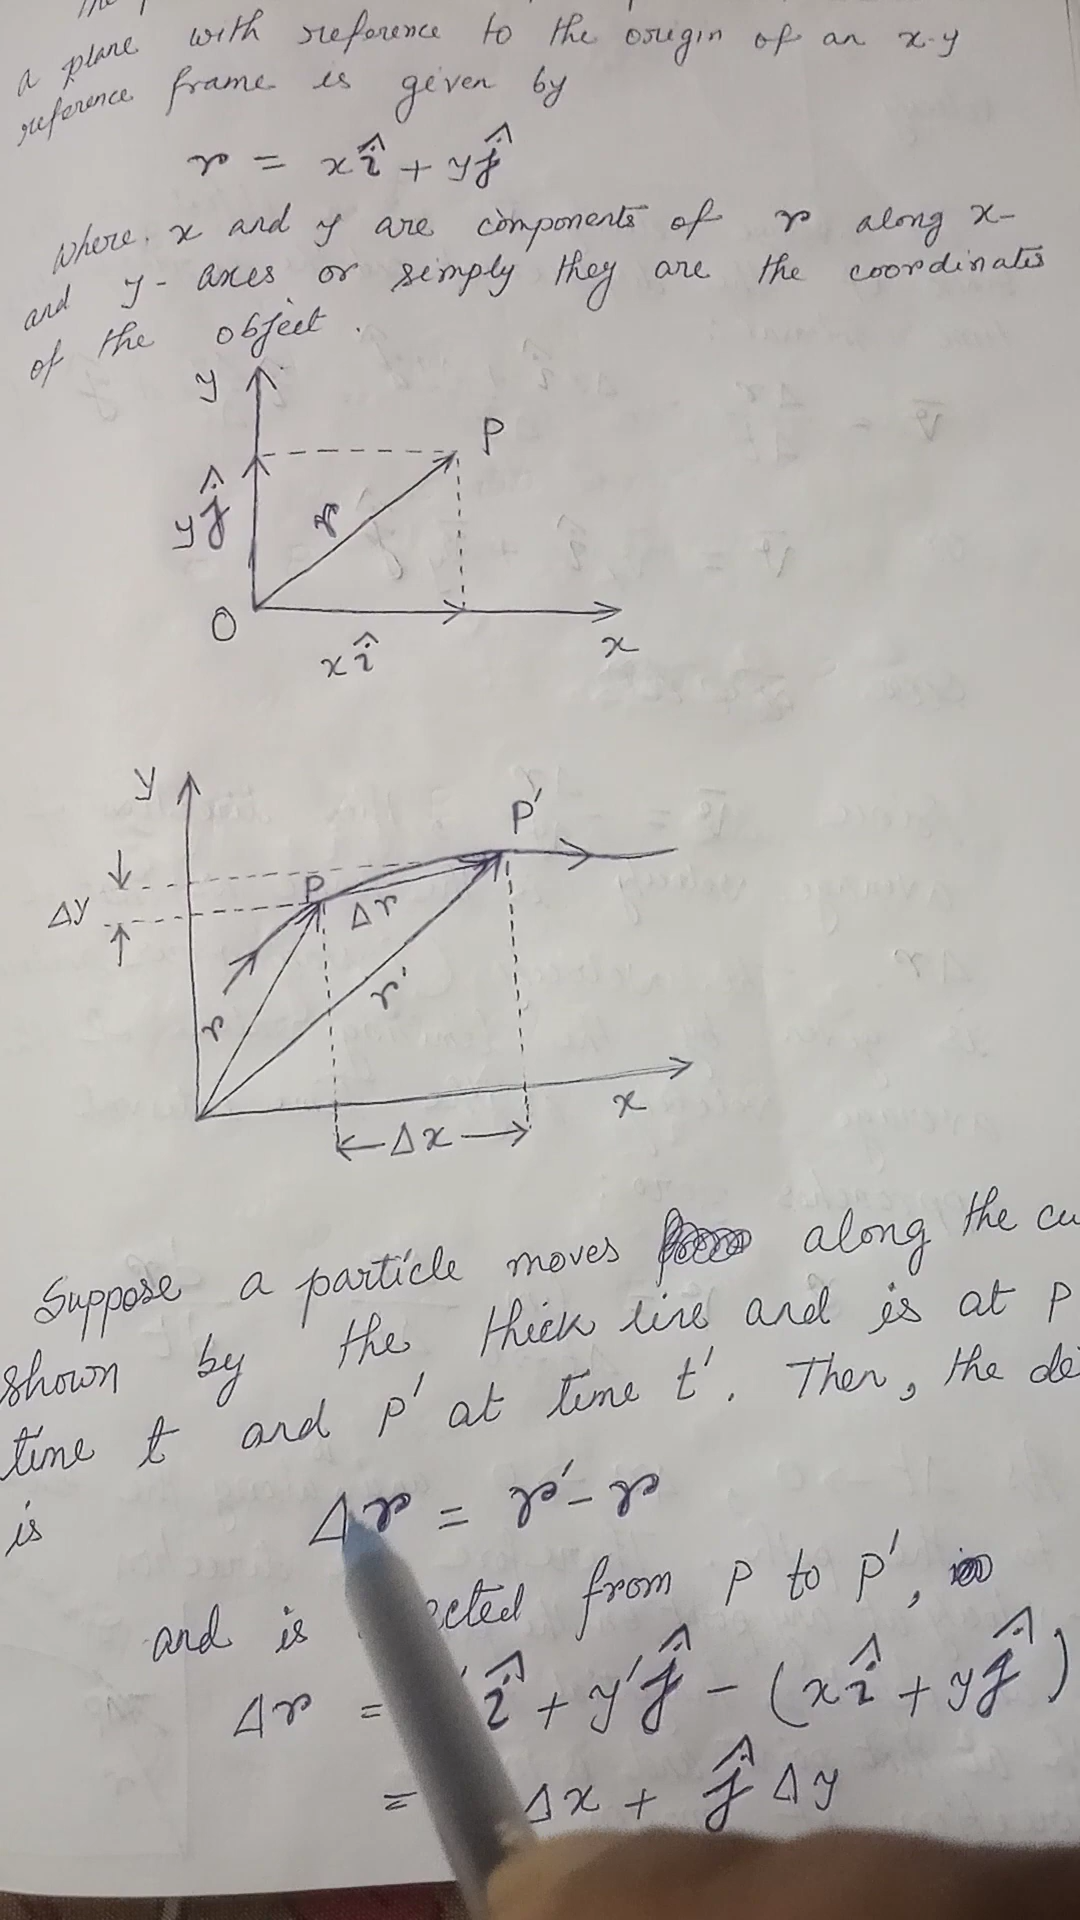 The
a plane with reference to the origin of an x-y
reference frame is given by
r = xî + yĵ
where, x and y are components of r along x-
and y- axes or simply they are the coordinates
of the object.
y
P
yĵ
r
O
xî
x
y
P'
P
Δy
Δr
r'
r
x
Δx
Suppose a particle moves along the cu
shown by the thick line and is at P
time t and P' at time t'. Then, the
is
Δr = r' - r
and is ected from P to P',
Δr = ' î + y'ĵ - (xî + yĵ)
= Δx + ĵ Δy